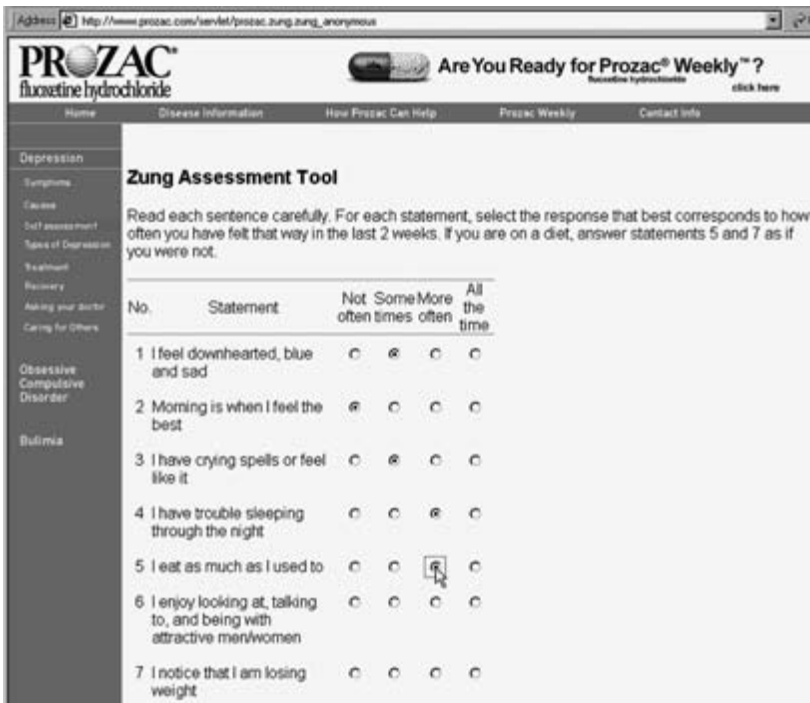 Address http://www.prozac.com/servlet/prozac.zung.zung_anonymous
PROZAC®
fluoxetine hydrochloride
Are You Ready for Prozac® Weekly™?
fluoxetine hydrochloride
click here
Home Disease Information How Prozac Can Help Prozac Weekly Contact Info
Depression
Symptoms
Causes
Self assessment
Types of Depression
Treatment
Recovery
Asking your doctor
Caring for Others
Obsessive
Compulsive
Disorder
Bulimia
Zung Assessment Tool
Read each sentence carefully. For each statement, select the response that best corresponds to how
often you have felt that way in the last 2 weeks. If you are on a diet, answer statements 5 and 7 as if
you were not.
No. Statement Not often Some times More often All the time
1 I feel downhearted, blue
and sad
2 Morning is when I feel the
best
3 I have crying spells or feel
like it
4 I have trouble sleeping
through the night
5 I eat as much as I used to
6 I enjoy looking at, talking
to, and being with
attractive men/women
7 I notice that I am losing
weight